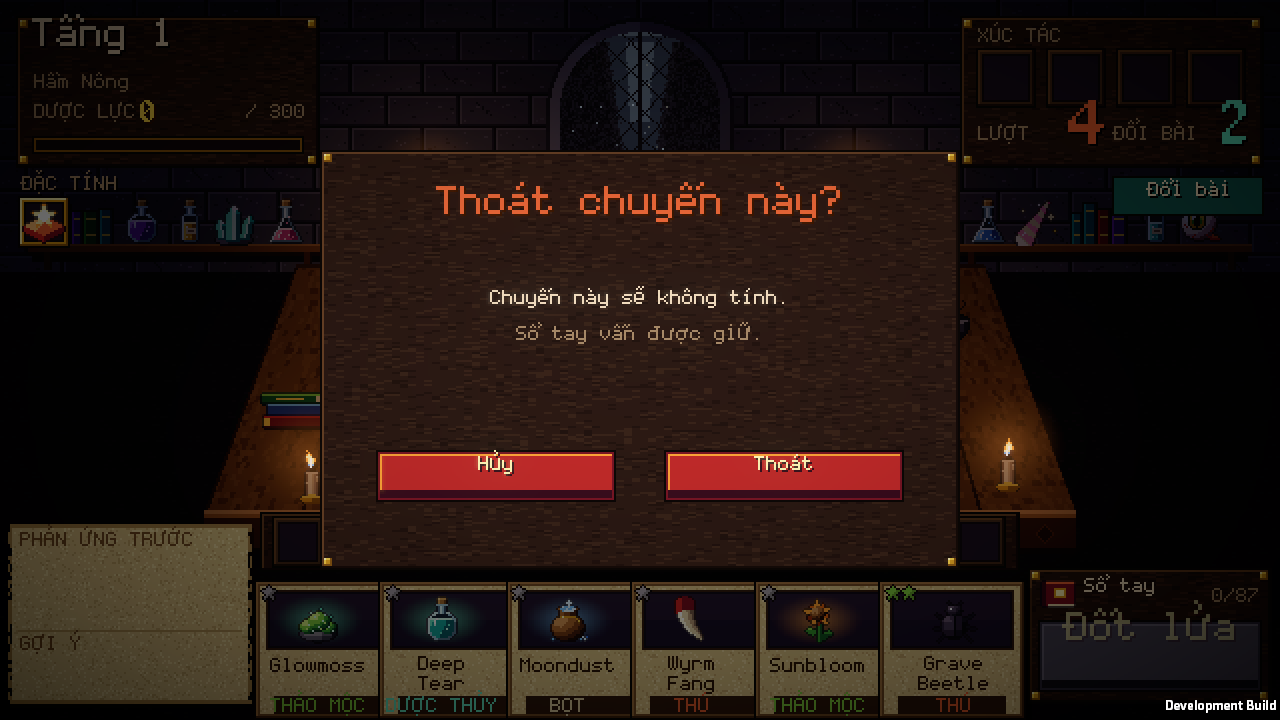 Tầng 1
Hầm Nông
DƯỢC LỰC 0 / 300
ĐẶC TÍNH
XÚC TÁC
LƯỢT 4 ĐỔI BÀI 2
Đổi bài
Thoát chuyến này?
Chuyến này sẽ không tính.
Sổ tay vẫn được giữ.
Hủy
Thoát
PHẢN ỨNG TRƯỚC
GỢI Ý
Glowmoss
THẢO MỘC
Deep
Tear
DƯỢC THỦY
Moondust
BỘT
Wyrm
Fang
THÚ
Sunbloom
THẢO MỘC
Grave
Beetle
THÚ
Sổ tay 0/87
Đốt lửa
Development Build